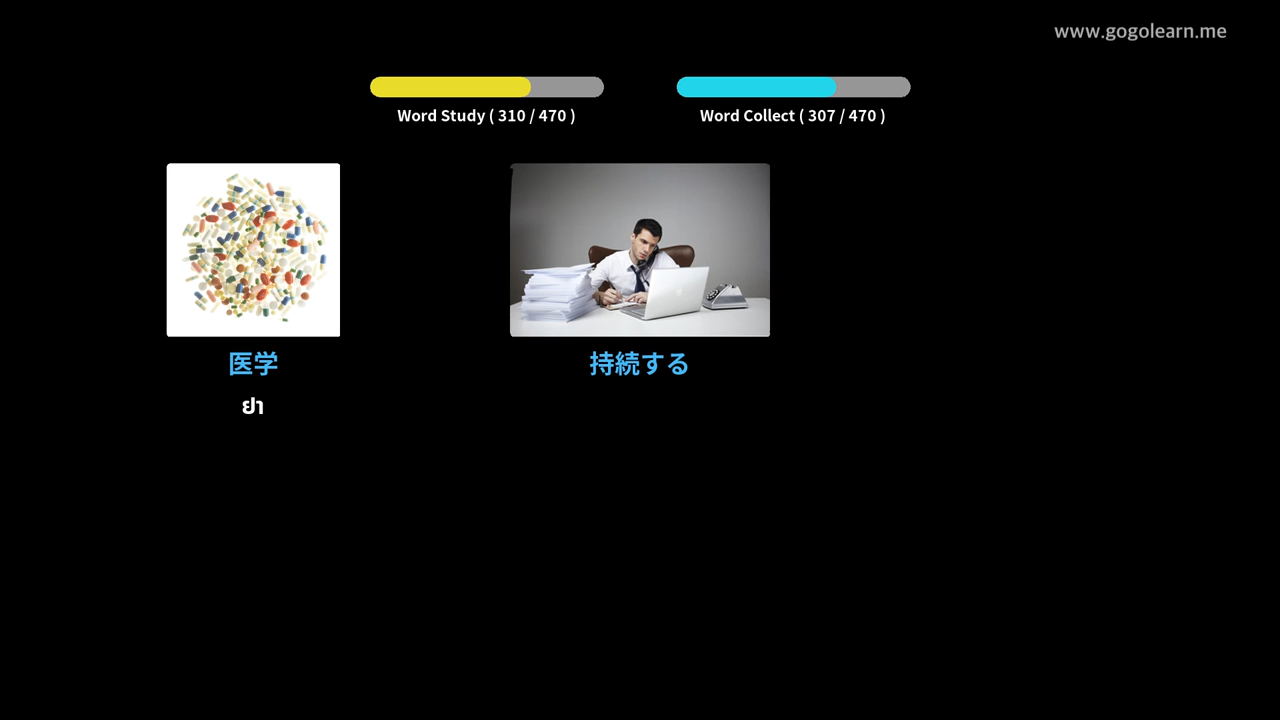 www.gogolearn.me
Word Study ( 310 / 470 )
Word Collect ( 307 / 470 )
医学
持続する
ยา